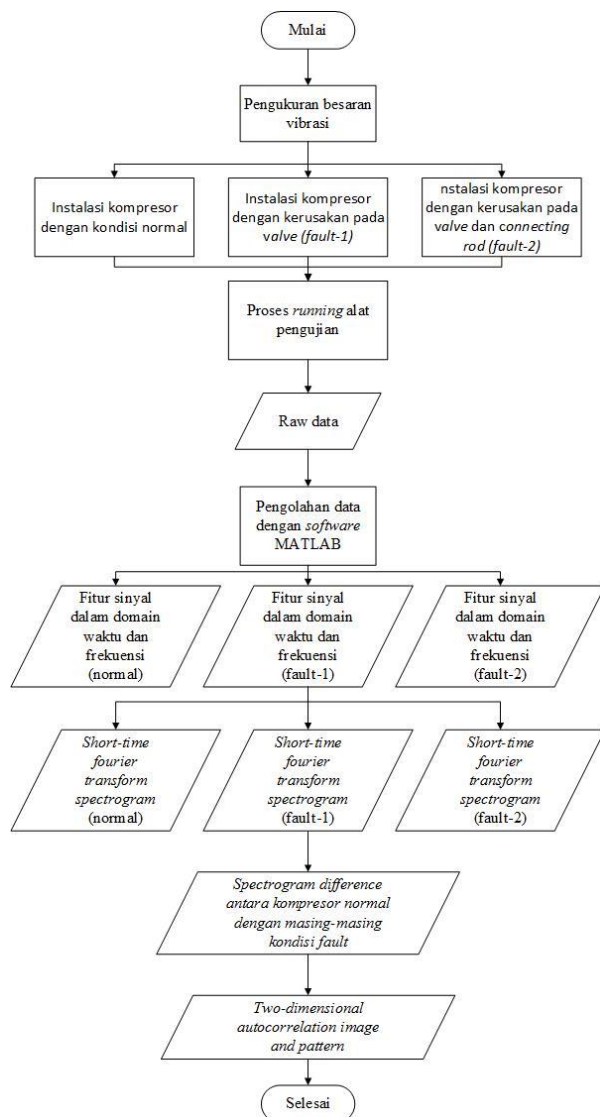 Mulai
Pengukuran besaran
vibrasi
Instalasi kompresor
dengan kondisi normal
Instalasi kompresor
dengan kerusakan pada
valve (fault-1)
nstalasi kompresor
dengan kerusakan pada
valve dan connecting
rod (fault-2)
Proses running alat
pengujian
Raw data
Pengolahan data
dengan software
MATLAB
Fitur sinyal
dalam domain
waktu dan
frekuensi
(normal)
Fitur sinyal
dalam domain
waktu dan
frekuensi
(fault-1)
Fitur sinyal
dalam domain
waktu dan
frekuensi
(fault-2)
Short-time
fourier
transform
spectrogram
(normal)
Short-time
fourier
transform
spectrogram
(fault-1)
Short-time
fourier
transform
spectrogram
(fault-2)
Spectrogram difference
antara kompresor normal
dengan masing-masing
kondisi fault
Two-dimensional
autocorrelation image
and pattern
Selesai